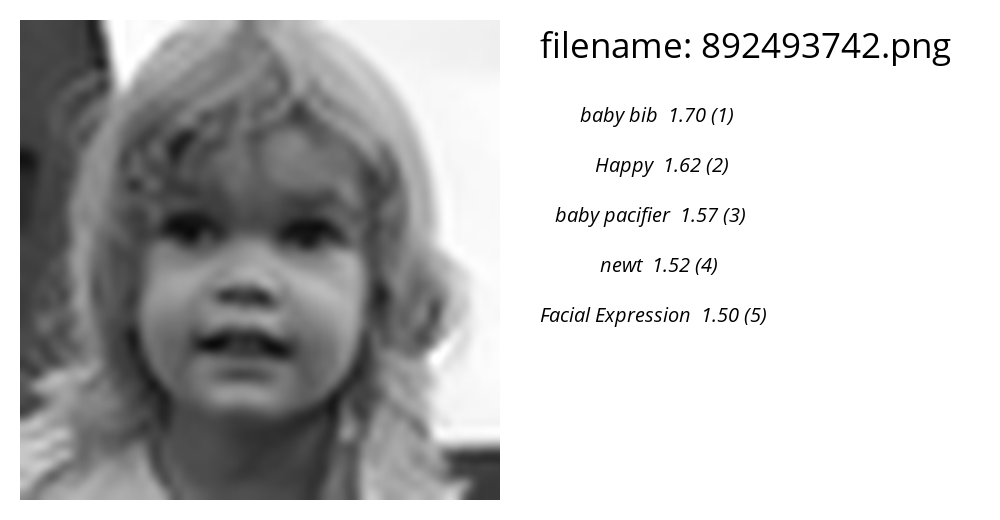 filename: 892493742.png
baby bib 1.70 (1)
Happy 1.62 (2)
baby pacifier 1.57 (3)
newt 1.52 (4)
Facial Expression 1.50 (5)